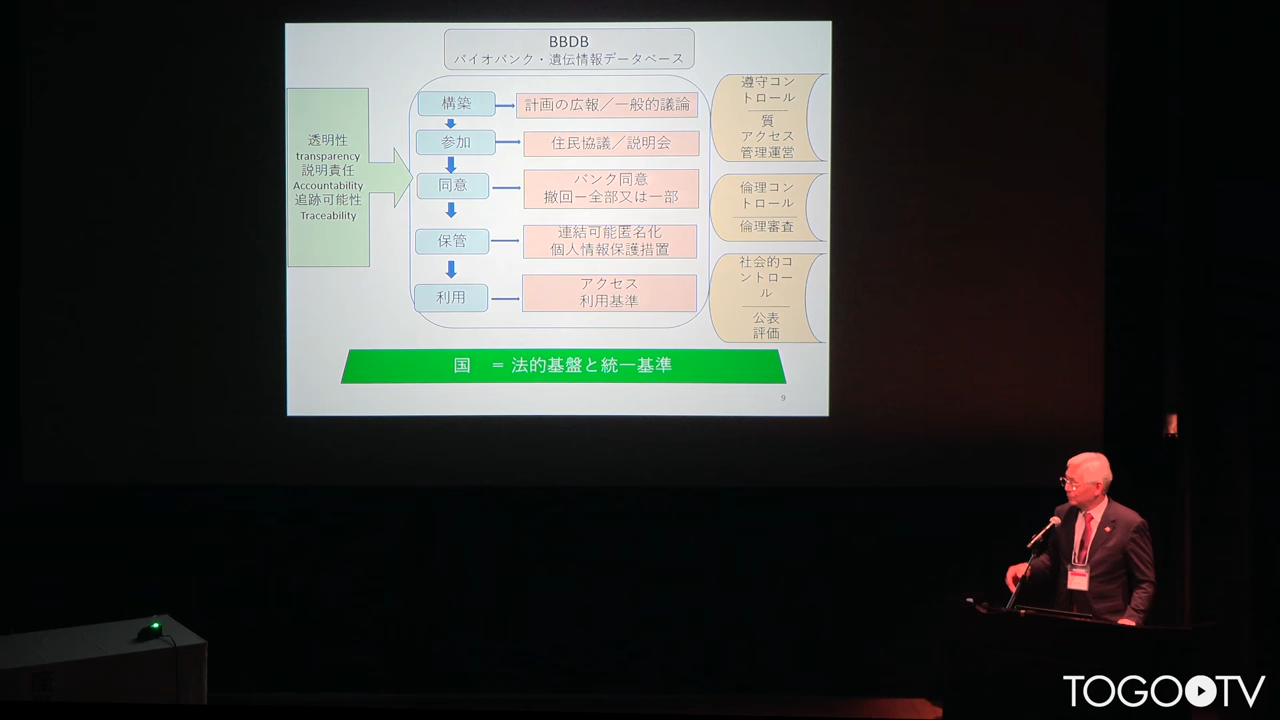 BBDB
バイオバンク・遺伝情報データベース
透明性
transparency
説明責任
Accountability
追跡可能性
Traceability
構築
計画の広報／一般的議論
参加
住民協議／説明会
同意
バンク同意
撤回ー全部又は一部
保管
連結可能匿名化
個人情報保護措置
利用
アクセス
利用基準
遵守コン
トロール
質
アクセス
管理運営
倫理コン
トロール
倫理審査
社会的コ
ントロー
ル
公表
評価
国 ＝法的基盤と統一基準
9
TOGO TV